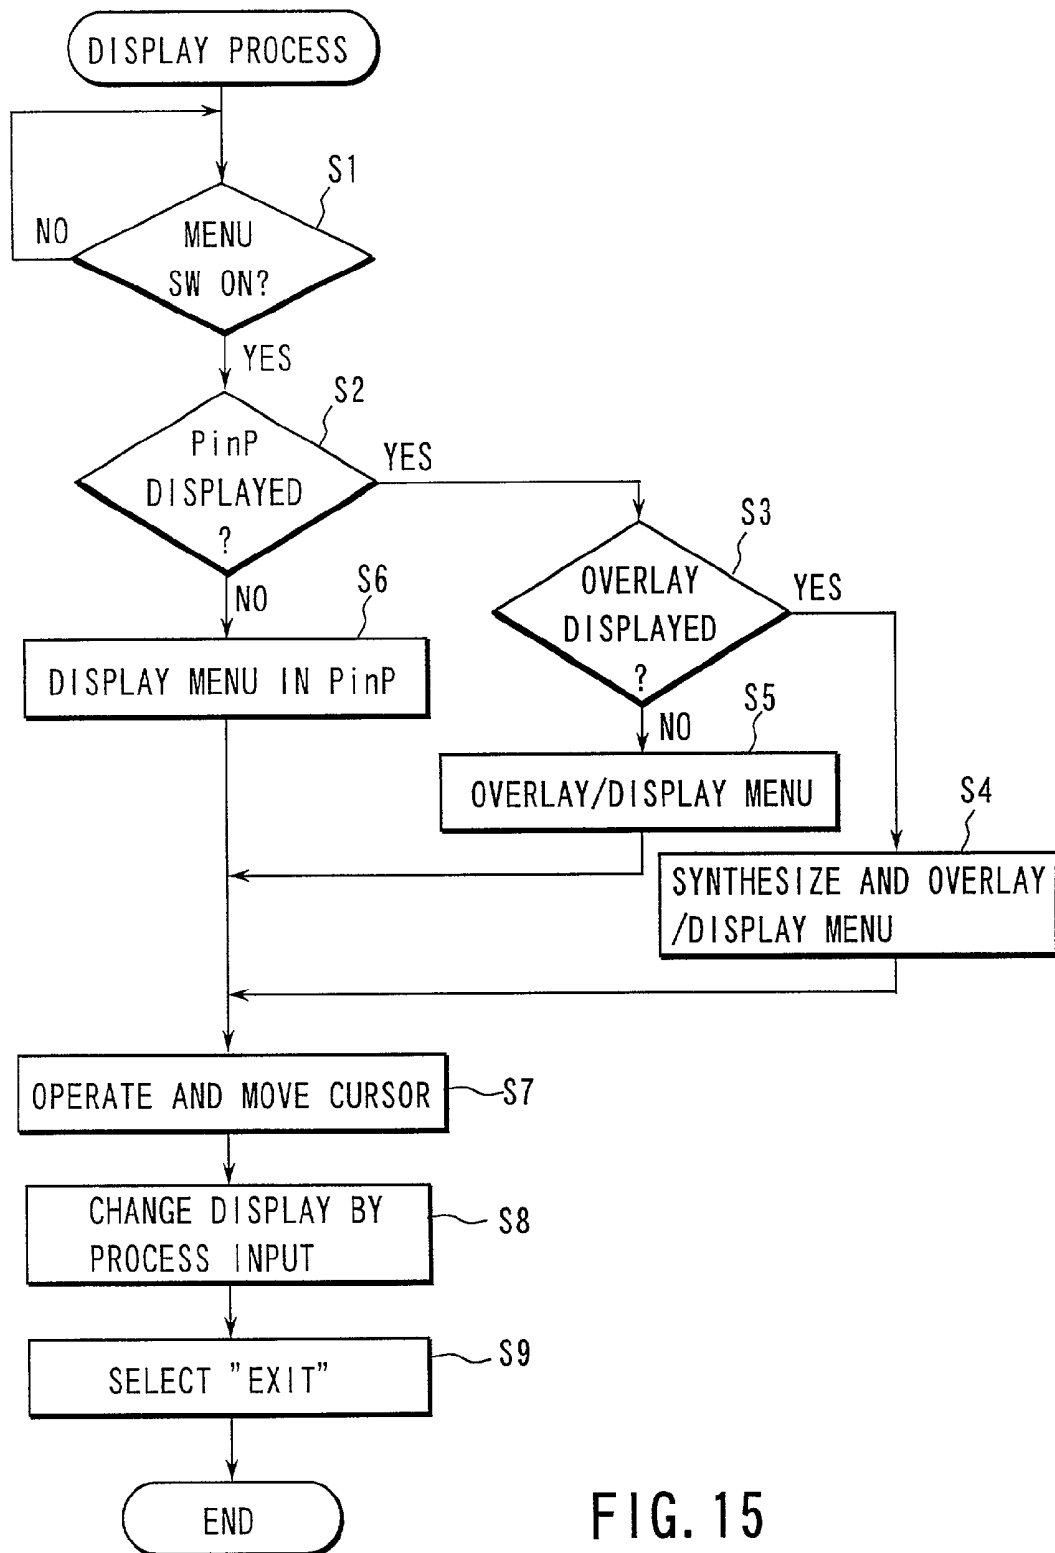 DISPLAY PROCESS
S1
NO
MENU
SW ON?
YES
S2
PinP
DISPLAYED
?
YES
S3
OVERLAY
DISPLAYED
?
YES
NO
S6
DISPLAY MENU IN PinP
NO
S5
OVERLAY/DISPLAY MENU
S4
SYNTHESIZE AND OVERLAY
/DISPLAY MENU
OPERATE AND MOVE CURSOR
S7
CHANGE DISPLAY BY
PROCESS INPUT
S8
SELECT "EXIT"
S9
END
FIG. 15